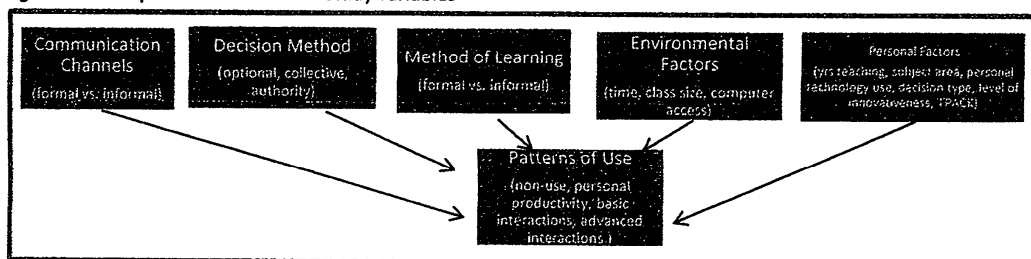 Communication
Channels
(formal vs. informal)
Decision Method
(optional, collective,
authority)
Method of Learning
(formal vs. informal)
Environmental
Factors
(time, class size, computer
access)
Personal Factors
(yrs teaching, subject area, personal
technology use, decision type, level of
innovativeness, TPACK)
Patterns of Use
(non-use, personal
productivity, basic
interactions, advanced
interactions.)